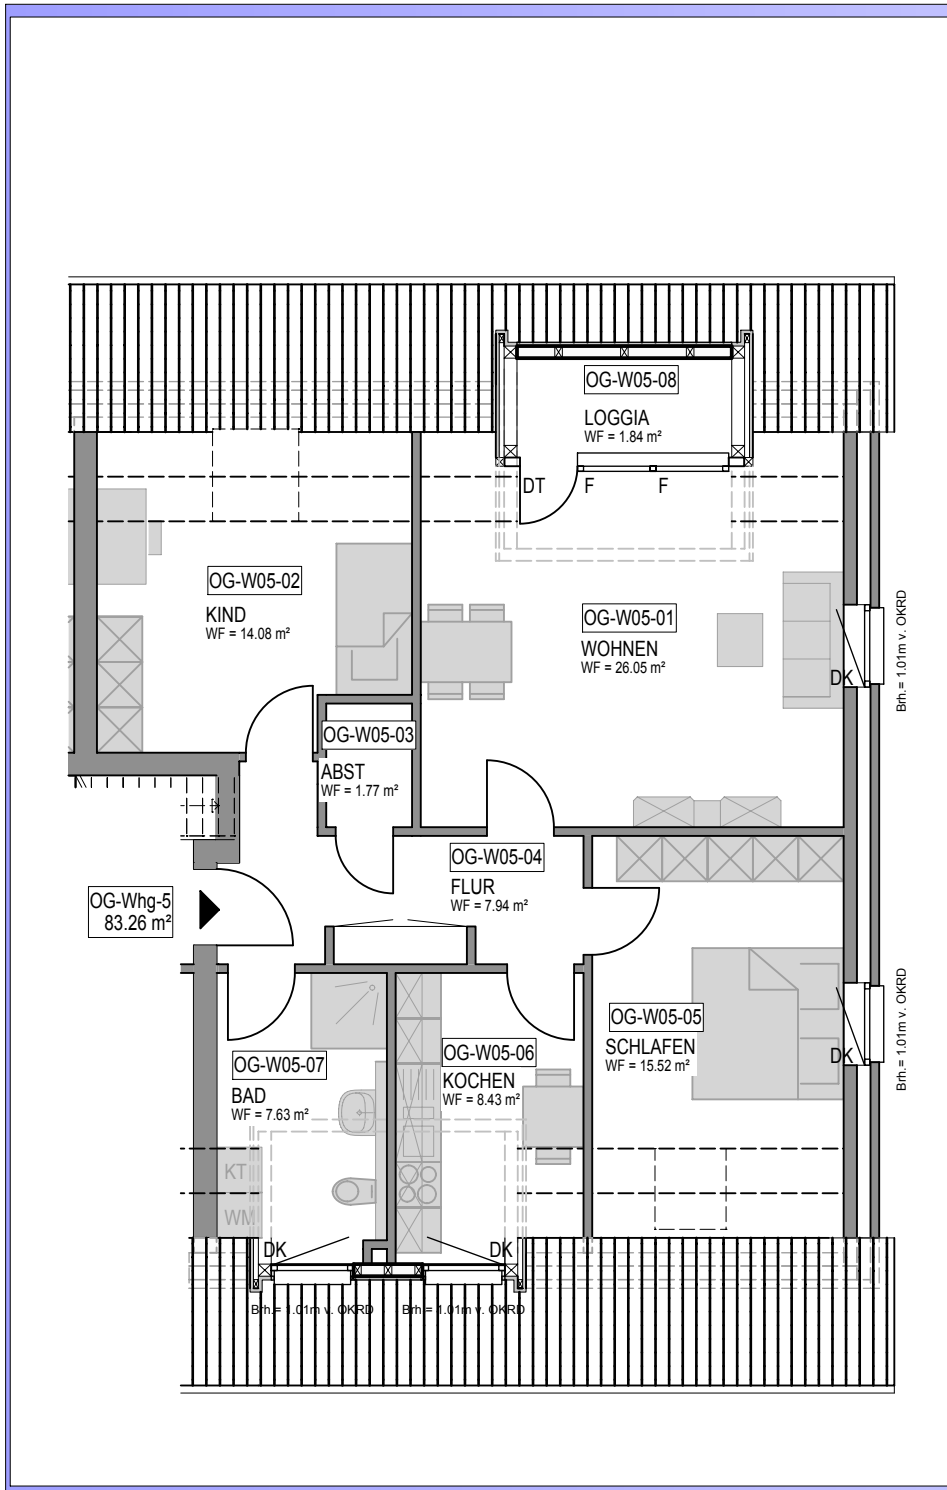 OG-W05-08
LOGGIA
WF = 1.84 m²
DT
F
F
OG-W05-02
KIND
WF = 14.08 m²
OG-W05-01
WOHNEN
WF = 26.05 m²
DK
Brh.= 1.01m v. OKRD
OG-W05-03
ABST
WF = 1.77 m²
OG-W05-04
FLUR
WF = 7.94 m²
OG-Whg-5
83.26 m²
OG-W05-05
SCHLAFEN
WF = 15.52 m²
DK
Brh.= 1.01m v. OKRD
OG-W05-06
KOCHEN
WF = 8.43 m²
OG-W05-07
BAD
WF = 7.63 m²
KT
WM
DK
DK
Brh.= 1.01m v. OKRD
Brh.= 1.01m v. OKRD